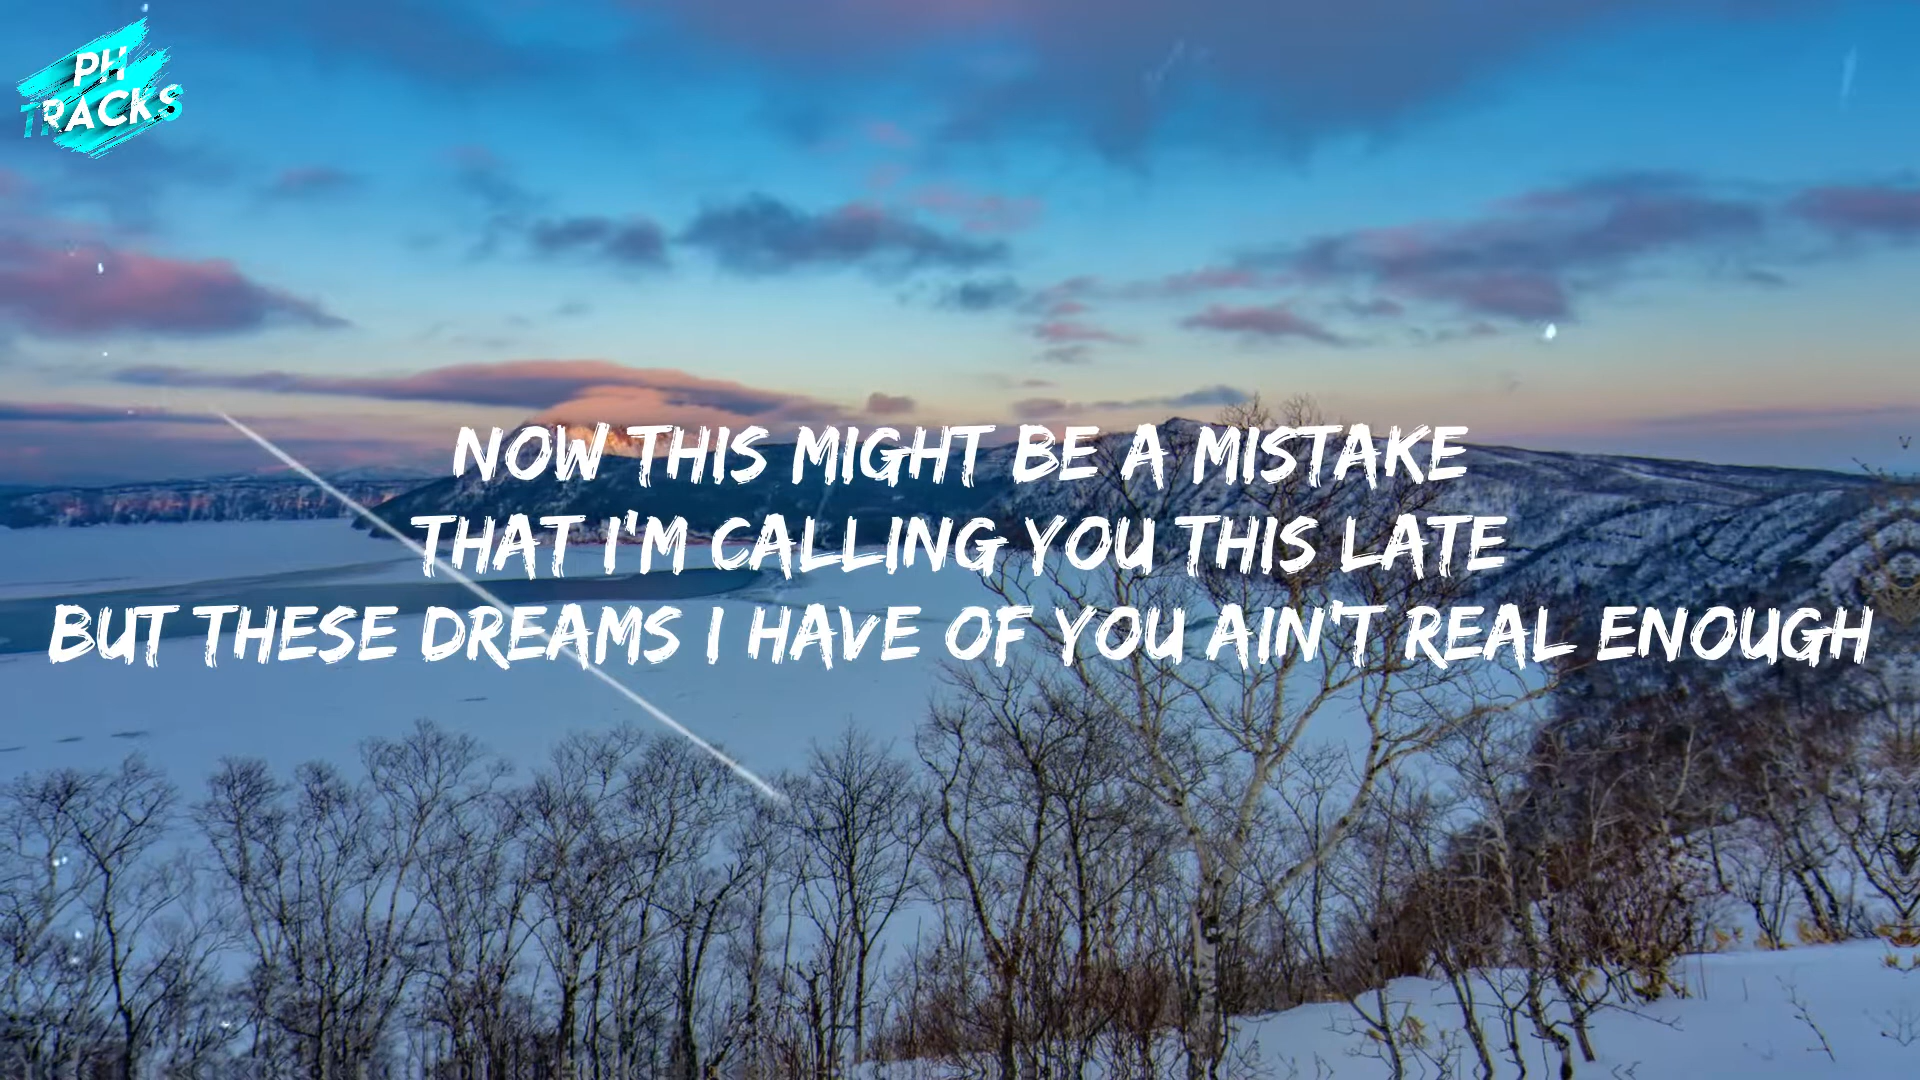 PH
TRACKS
NOW THIS MIGHT BE A MISTAKE
THAT I'M CALLING YOU THIS LATE
BUT THESE DREAMS I HAVE OF YOU AIN'T REAL ENOUGH